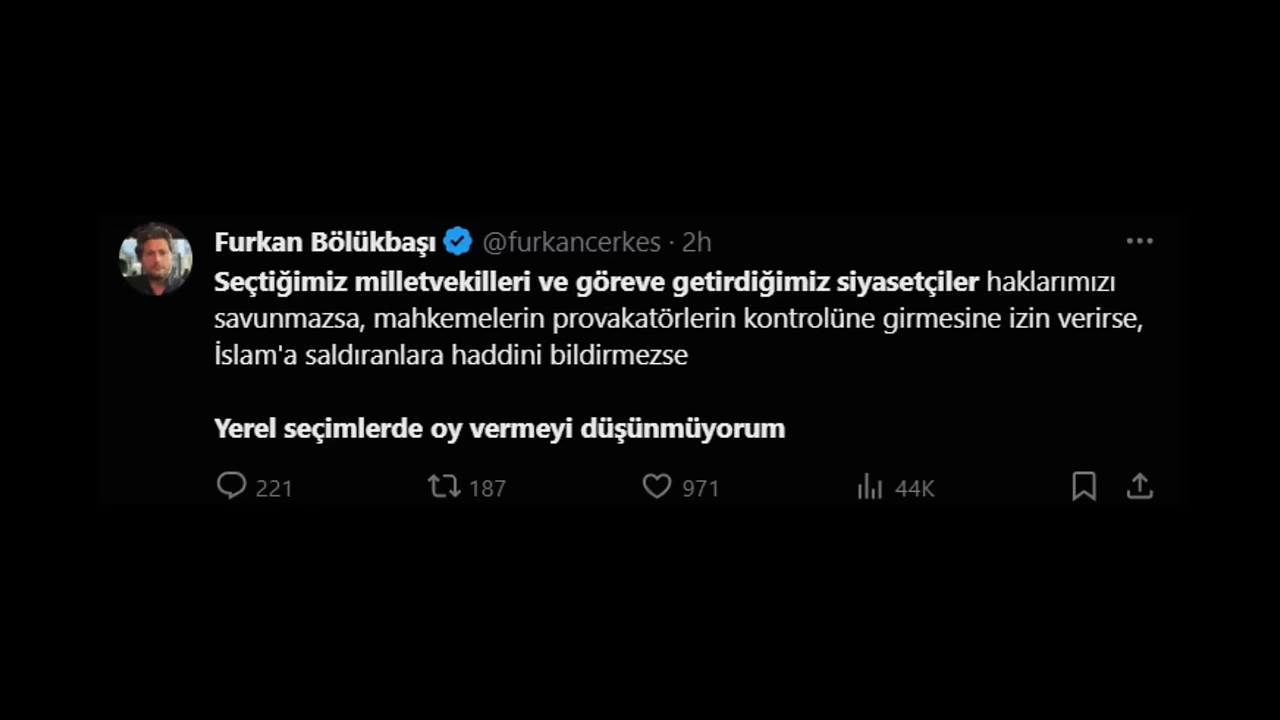 Furkan Bölükbaşı @furkancerkes · 2h
Seçtiğimiz milletvekilleri ve göreve getirdiğimiz siyasetçiler haklarımızı
savunmazsa, mahkemelerin provakatörlerin kontrolüne girmesine izin verirse,
İslam'a saldıranlara haddini bildirmezse
Yerel seçimlerde oy vermeyi düşünmüyorum
221 187 971 44K